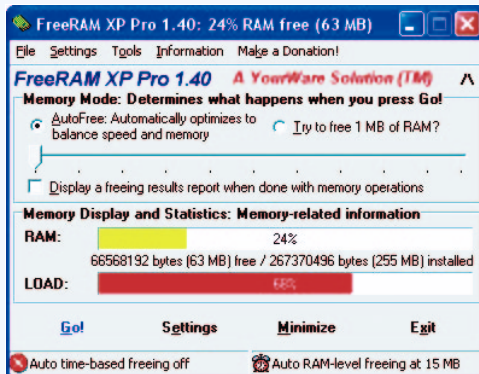 FreeRAM XP Pro 1.40: 24% RAM free (63 MB)
File Settings Tools Information Make a Donation!
FreeRAM XP Pro 1.40 A YourWare Solution (TM)
Memory Mode: Determines what happens when you press Go!
AutoFree: Automatically optimizes to balance speed and memory
Try to free 1 MB of RAM?
Display a freeing results report when done with memory operations
Memory Display and Statistics: Memory-related information
RAM: 24%
66568192 bytes (63 MB) free / 267370496 bytes (255 MB) installed
LOAD: 68%
Go! Settings Minimize Exit
Auto time-based freeing off Auto RAM-level freeing at 15 MB